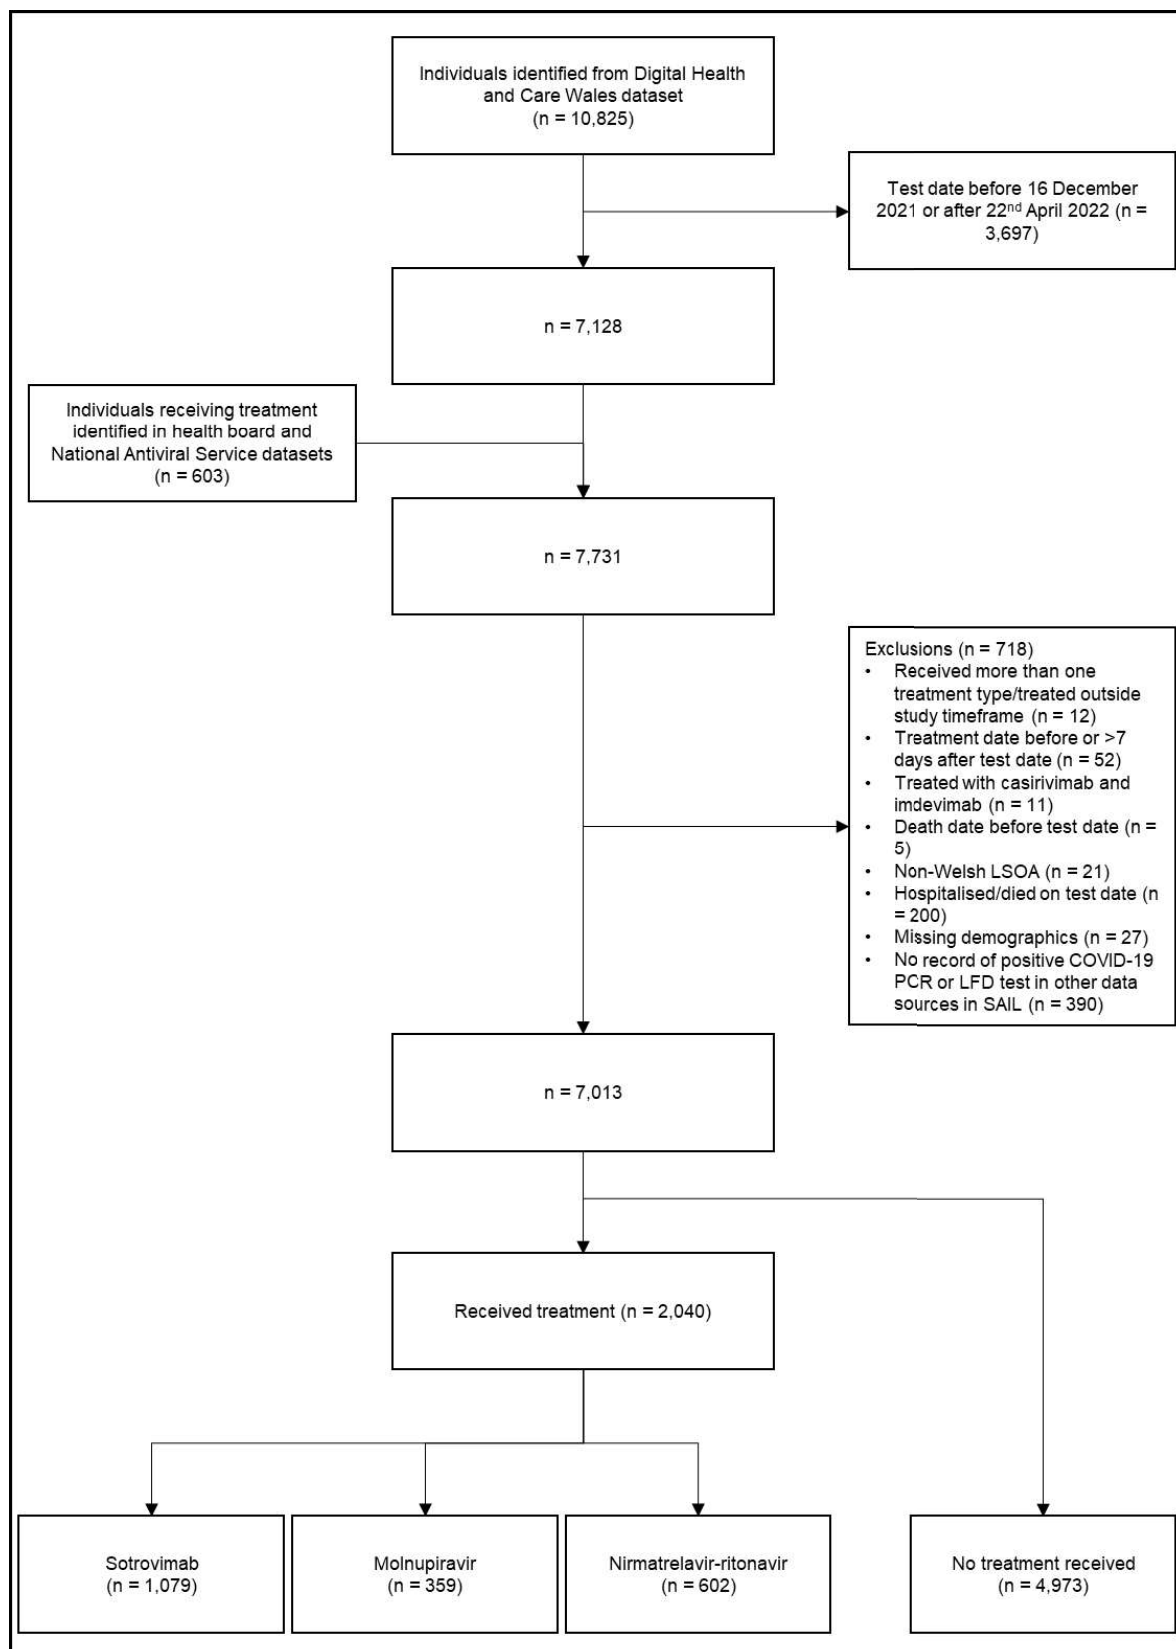 Individuals identified from Digital Health
and Care Wales dataset
(n = 10,825)
Test date before 16 December
2021 or after 22nd April 2022 (n =
3,697)
n = 7,128
Individuals receiving treatment
identified in health board and
National Antiviral Service datasets
(n = 603)
n = 7,731
Exclusions (n = 718)
• Received more than one
treatment type/treated outside
study timeframe (n = 12)
• Treatment date before or >7
days after test date (n = 52)
• Treated with casirivimab and
imdevimab (n = 11)
• Death date before test date (n =
5)
• Non-Welsh LSOA (n = 21)
• Hospitalised/died on test date (n
= 200)
• Missing demographics (n = 27)
• No record of positive COVID-19
PCR or LFD test in other data
sources in SAIL (n = 390)
n = 7,013
Received treatment (n = 2,040)
Sotrovimab
(n = 1,079)
Molnupiravir
(n = 359)
Nirmatrelavir-ritonavir
(n = 602)
No treatment received
(n = 4,973)